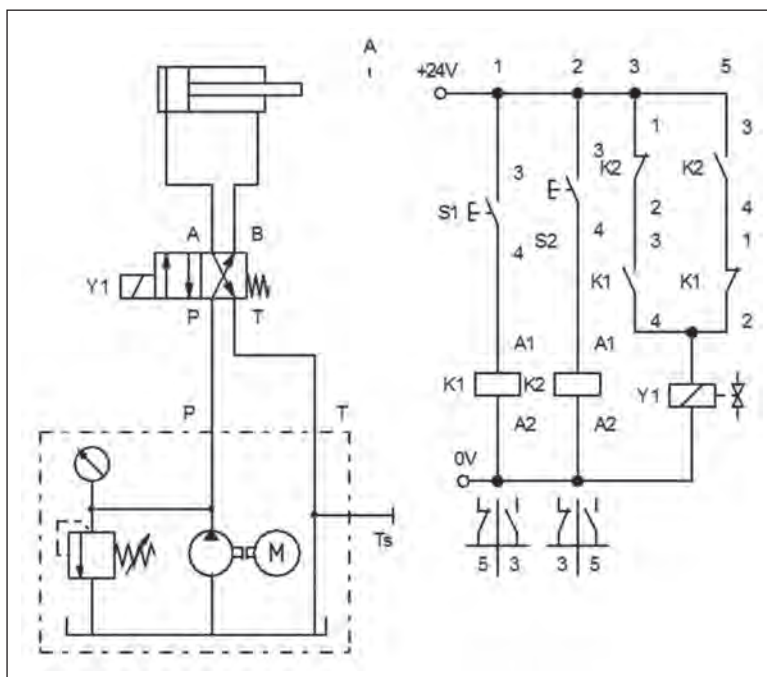 A
+24V 1 2 3 5
1 3
3 3 K2 K2
S1 2 4
4 S2 4 3 1
A B
Y1 K1 K1
P T 4 2
A1 A1
K1 K2 Y1
P T A2 A2
0V
M Ts
5 3 3 5